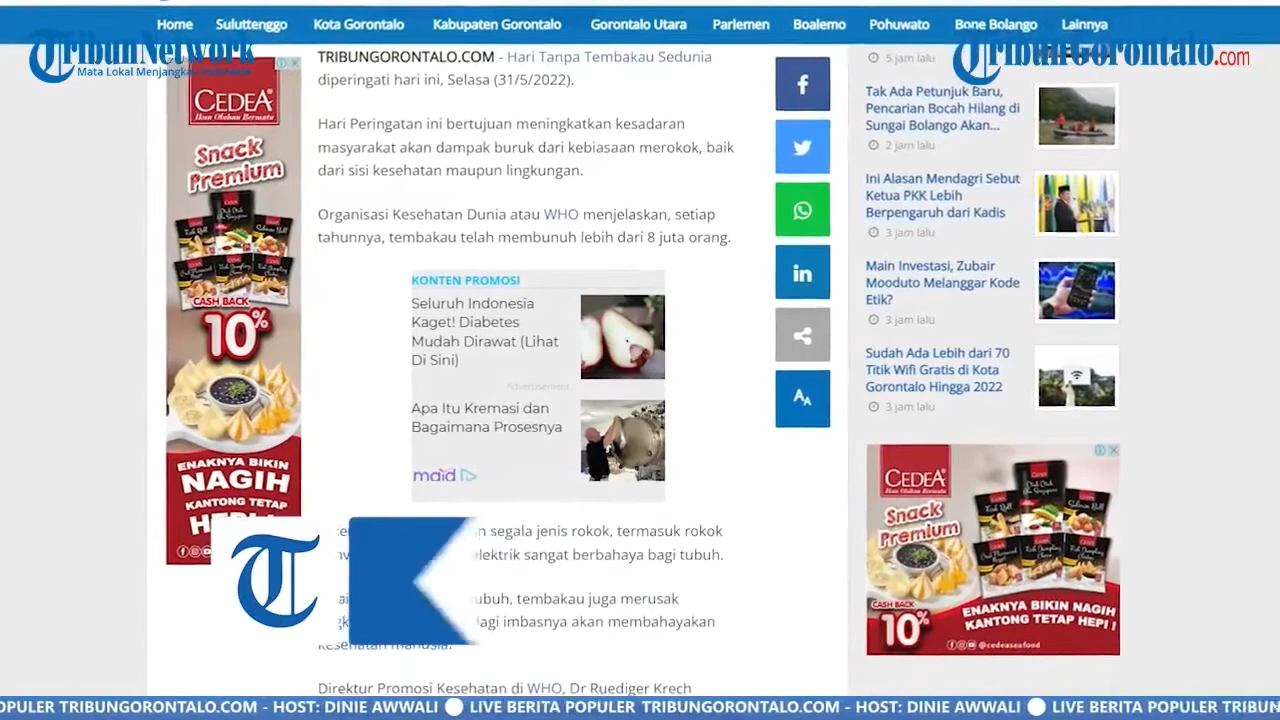 Home Suluttenggo Kota Gorontalo Kabupaten Gorontalo Gorontalo Utara Parlemen Boalemo Pohuwato Bone Bolango Lainnya
TribunNetwork
Mata Lokal Menjangkau Indonesia
TribunGorontalo.com
TRIBUNGORONTALO.COM - Hari Tanpa Tembakau Sedunia
diperingati hari ini, Selasa (31/5/2022).
Hari Peringatan ini bertujuan meningkatkan kesadaran
masyarakat akan dampak buruk dari kebiasaan merokok, baik
dari sisi kesehatan maupun lingkungan.
Organisasi Kesehatan Dunia atau WHO menjelaskan, setiap
tahunnya, tembakau telah membunuh lebih dari 8 juta orang.
KONTEN PROMOSI
Seluruh Indonesia
Kaget! Diabetes
Mudah Dirawat (Lihat
Di Sini)
Advertisement
Apa Itu Kremasi dan
Bagaimana Prosesnya
maid
segala jenis rokok, termasuk rokok
elektrik sangat berbahaya bagi tubuh.
tubuh, tembakau juga merusak
lagi imbasnya akan membahayakan
kesehatan manusia.
Direktur Promosi Kesehatan di WHO, Dr Ruediger Krech
CEDEA
Ikan Olahan Bermutu
Snack
Premium
CASH BACK
10%
ENAKNYA BIKIN
NAGIH
KANTONG TETAP
HEPI!
T
5 jam lalu
Tak Ada Petunjuk Baru,
Pencarian Bocah Hilang di
Sungai Bolango Akan...
2 jam lalu
Ini Alasan Mendagri Sebut
Ketua PKK Lebih
Berpengaruh dari Kadis
3 jam lalu
Main Investasi, Zubair
Mooduto Melanggar Kode
Etik?
3 jam lalu
Sudah Ada Lebih dari 70
Titik Wifi Gratis di Kota
Gorontalo Hingga 2022
3 jam lalu
CEDEA
Snack
Premium
CASH BACK
10%
ENAKNYA BIKIN NAGIH
KANTONG TETAP HEPI !
@cedeaseafood
OPULER TRIBUNGORONTALO.COM - HOST: DINIE AWWALI LIVE BERITA POPULER TRIBUNGORONTALO.COM - HOST: DINIE AWWALI LIVE BERITA POPULER TRIBUN